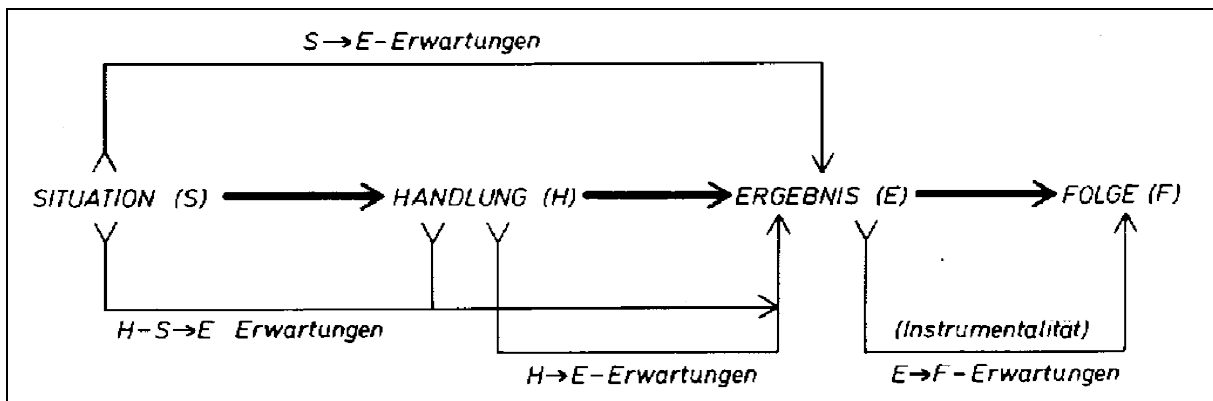 S→E-Erwartungen
SITUATION (S) HANDLUNG (H) ERGEBNIS (E) FOLGE (F)
H-S→E Erwartungen
(Instrumentalität)
H→E-Erwartungen
E→F-Erwartungen